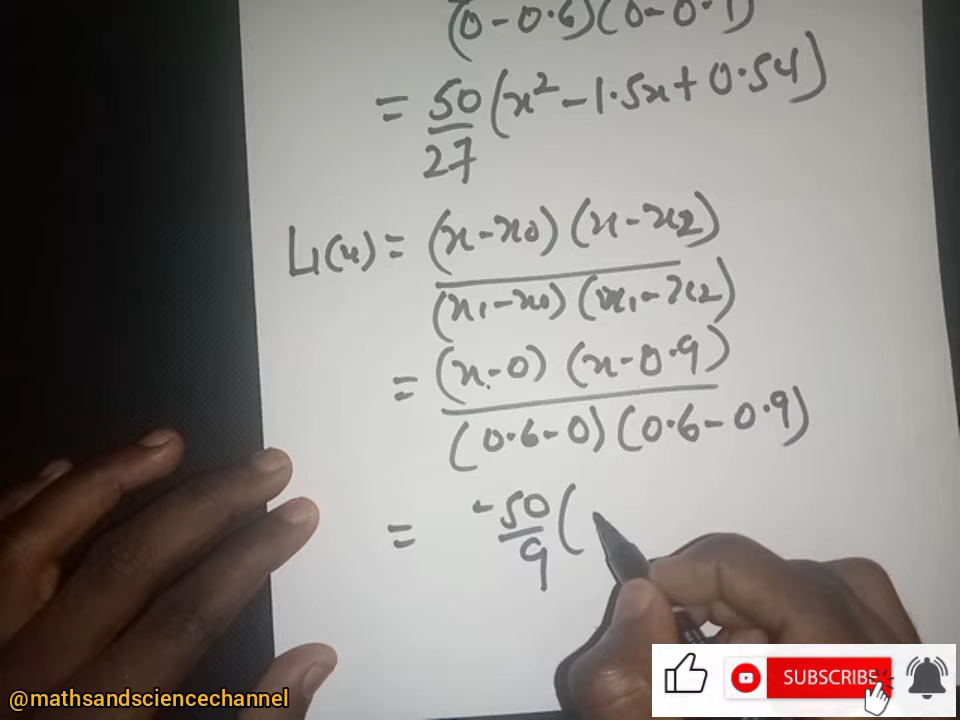 (0-0.6)(0-0.9)
= 50/27 (x² - 1.5x + 0.54)
L1(x) = (x-x0)(x-x2)
(x1-x0)(x1-x2)
= (x-0)(x-0.9)
(0.6-0)(0.6-0.9)
= -50/9 (
SUBSCRIBE
@mathsandsciencechannel